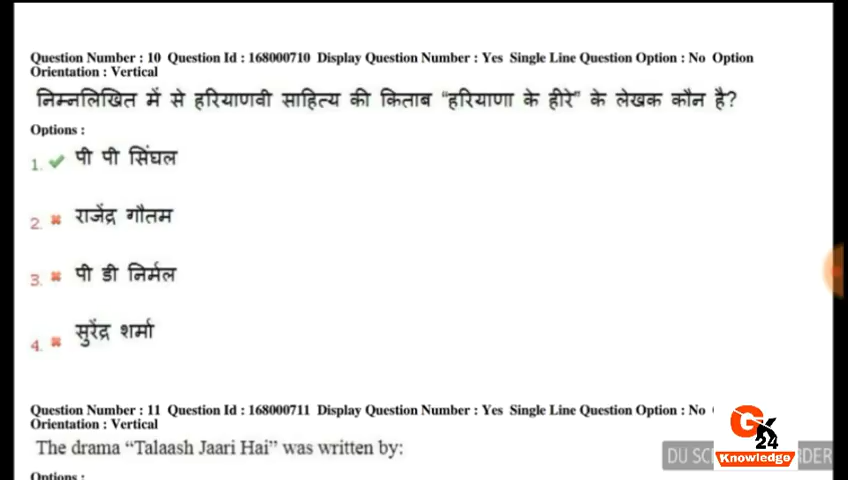 Question Number : 10 Question Id : 168000710 Display Question Number : Yes Single Line Question Option : No Option
Orientation : Vertical
निम्नलिखित में से हरियाणवी साहित्य की किताब "हरियाणा के हीरे" के लेखक कौन है?
Options :
1. पी पी सिंघल
2. राजेंद्र गौतम
3. पी डी निर्मल
4. सुरेंद्र शर्मा
Question Number : 11 Question Id : 168000711 Display Question Number : Yes Single Line Question Option : No
Orientation : Vertical
The drama “Talaash Jaari Hai” was written by:
Options :
GK
24
Knowledge
DU